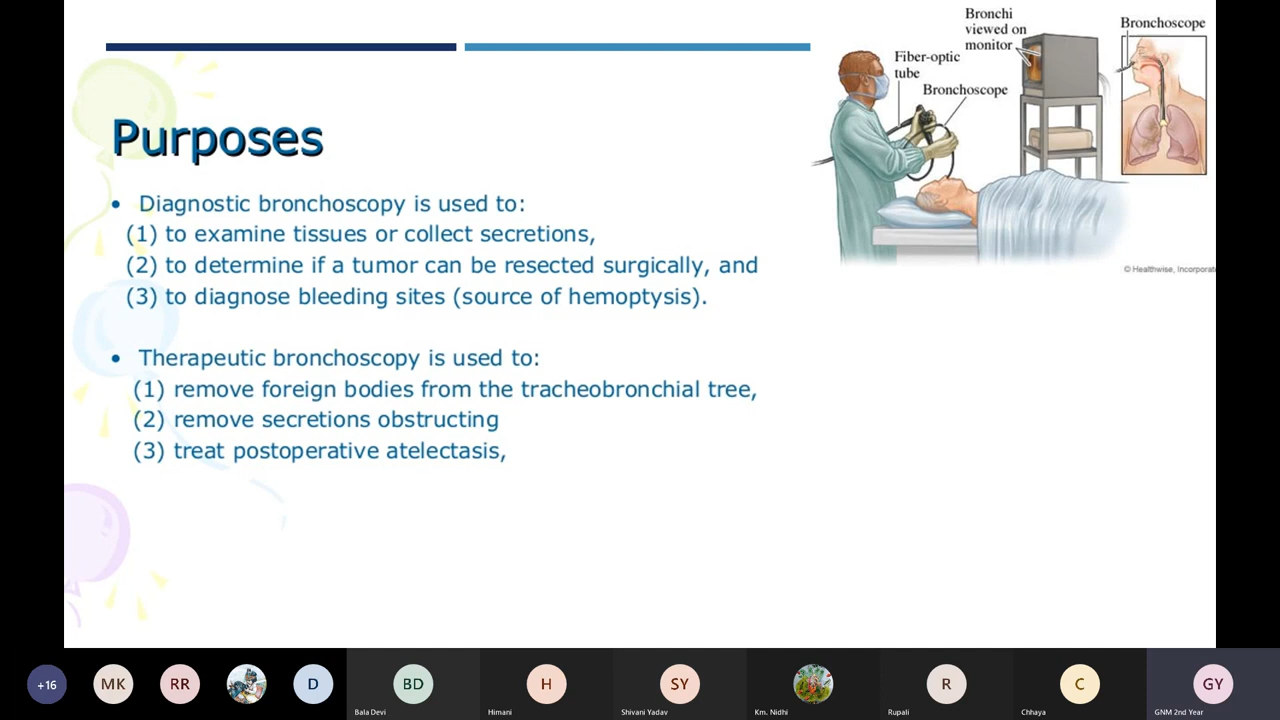 Bronchi
viewed on
monitor
Bronchoscope
Fiber-optic
tube
Bronchoscope
Purposes
• Diagnostic bronchoscopy is used to:
(1) to examine tissues or collect secretions,
(2) to determine if a tumor can be resected surgically, and
(3) to diagnose bleeding sites (source of hemoptysis).
© Healthwise, Incorporat
• Therapeutic bronchoscopy is used to:
(1) remove foreign bodies from the tracheobronchial tree,
(2) remove secretions obstructing
(3) treat postoperative atelectasis,
+16 MK RR D BD H SY R C GY
Bala Devi Himani Shivani Yadav Km. Nidhi Rupali Chhaya GNM 2nd Year